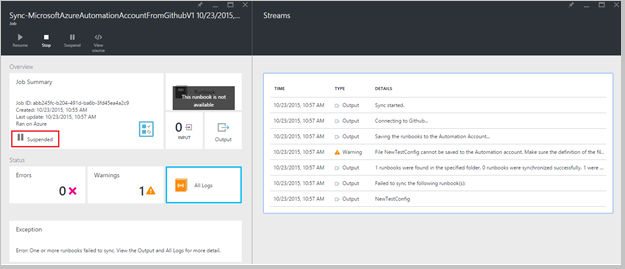 Sync-MicrosoftAzureAutomationAccountFromGithubV1 10/23/2015,...
Job
Resume
Stop
Suspend
View source
Overview
Job Summary
Job ID: abb245fc-b204-491d-ba6b-3fd45ea4a2c9
Created: 10/23/2015, 10:55 AM
Last update: 10/23/2015, 10:57 AM
Ran on Azure
Suspended
This runbook is not available
0
INPUT
Output
Status
Errors
0
Warnings
1
All Logs
Exception
Error: One or more runbooks failed to sync. View the Output and All Logs for more detail.
Streams
TIME TYPE DETAILS
10/23/2015, 10:57 AM Output Sync started.
10/23/2015, 10:57 AM Output Connecting to Github...
10/23/2015, 10:57 AM Output Saving the runbooks to the Automation Account...
10/23/2015, 10:57 AM Warning File NewTestConfig cannot be saved to the Automation account. Make sure the definition of the fil...
10/23/2015, 10:57 AM Output 1 runbooks were found in the specified folder. 0 runbooks were synchronized successfully. 1 were ...
10/23/2015, 10:57 AM Output Failed to sync the following runbook(s):
10/23/2015, 10:57 AM Output NewTestConfig